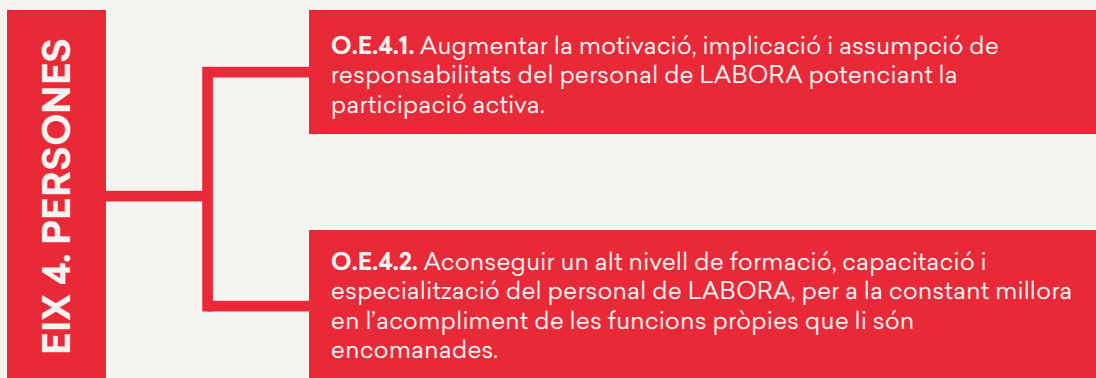 EIX 4. PERSONES
O.E.4.1. Augmentar la motivació, implicació i assumpció de
responsabilitats del personal de LABORA potenciant la
participació activa.
O.E.4.2. Aconseguir un alt nivell de formació, capacitació i
especialització del personal de LABORA, per a la constant millora
en l’acompliment de les funcions pròpies que li són
encomanades.